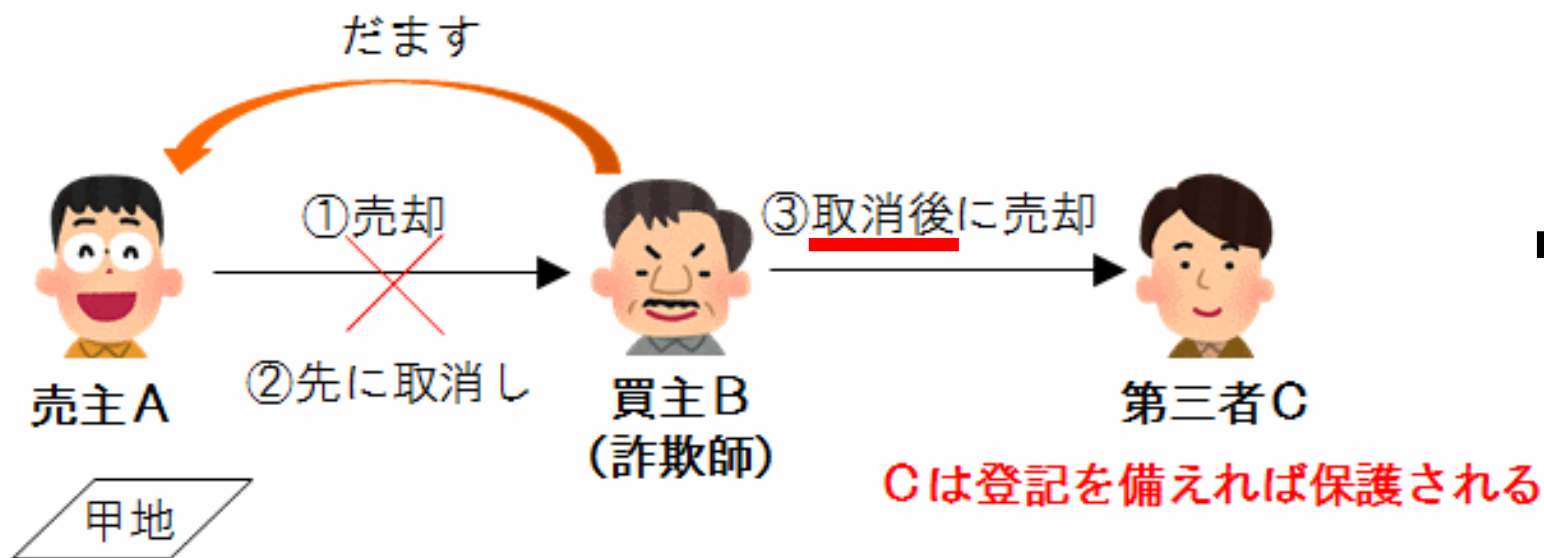 だます
①売却
③取消後に売却
②先に取消し
売主A
買主B
(詐欺師)
第三者C
Cは登記を備えれば保護される
甲地